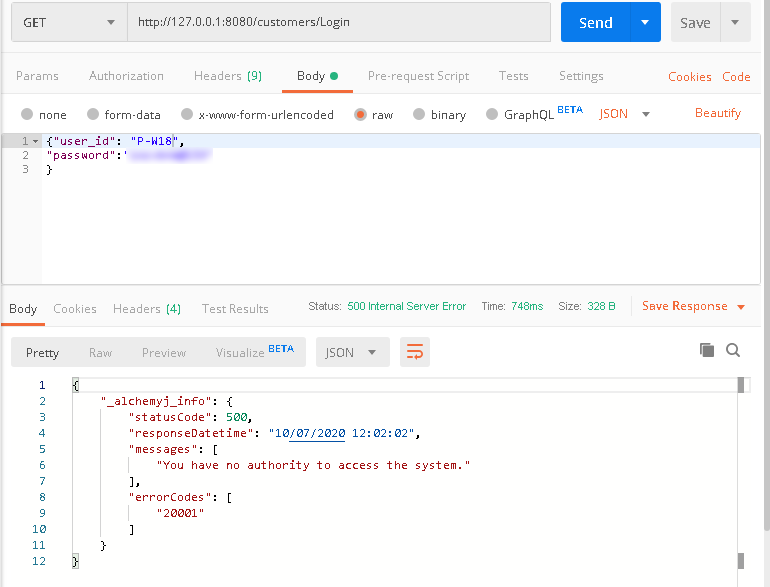 GET http://127.0.0.1:8080/customers/Login Send Save
Params Authorization Headers (9) Body Pre-request Script Tests Settings Cookies Code
none form-data x-www-form-urlencoded raw binary GraphQL BETA JSON Beautify
1 {"user_id": "P-W18",
2 "password":"
3 }
Body Cookies Headers (4) Test Results Status: 500 Internal Server Error Time: 748ms Size: 328 B Save Response
Pretty Raw Preview Visualize BETA JSON
1 {
2 "_alchemyj_info": {
3 "statusCode": 500,
4 "responseDatetime": "10/07/2020 12:02:02",
5 "messages": [
6 "You have no authority to access the system."
7 ],
8 "errorCodes": [
9 "20001"
10 ]
11 }
12 }